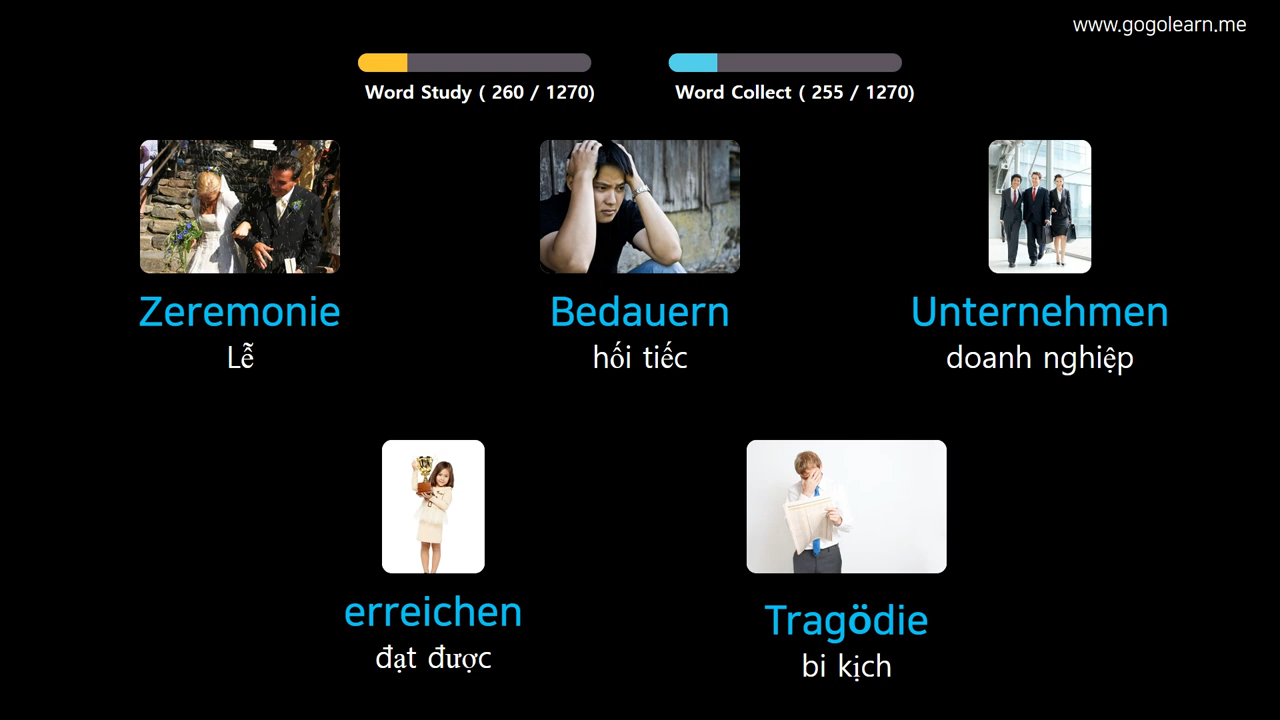 www.gogolearn.me
Word Study ( 260 / 1270)
Word Collect ( 255 / 1270)
Zeremonie
Lễ
Bedauern
hối tiếc
Unternehmen
doanh nghiệp
erreichen
đạt được
Tragödie
bi kịch